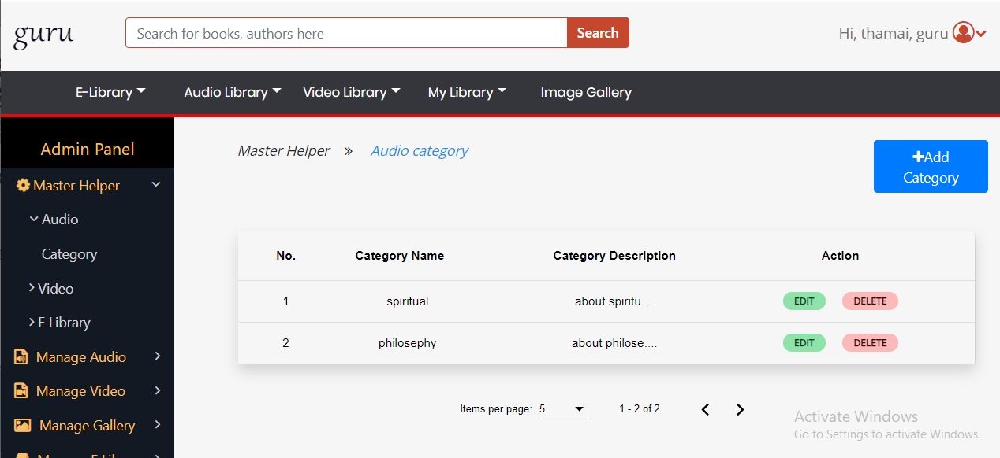 guru
Search for books, authors here
Search
Hi, thamai, guru
E-Library
Audio Library
Video Library
My Library
Image Gallery
Admin Panel
Master Helper
Audio
Category
Video
E Library
Manage Audio
Manage Video
Manage Gallery
Master Helper » Audio category
Add
Category
No. Category Name Category Description Action
1 spiritual about spiritu.... EDIT DELETE
2 philosephy about philose.... EDIT DELETE
Items per page: 5 1 - 2 of 2
Activate Windows
Go to Settings to activate Windows.